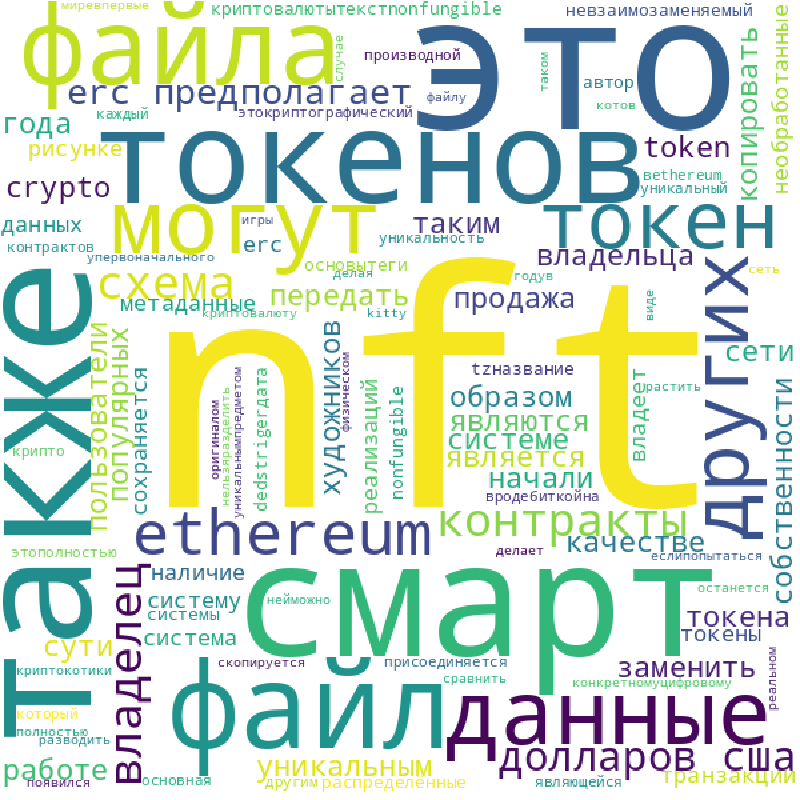 миревпервые
криптовалютытекстnonfungible
невзаимозаменяемый
файла
это
случае
производной
таком
автор
копировать
необработанные
erc предполагает
файлу
котов
каждый
этокриптографический
года
токенов
рисунке
token
bethereum
crypto
уникальный
могут
игры
таким
токен
данных
контрактов
erc
уникальность
упервоначального
основытеги
владельца
других
сеть
также
схема
делая
годув
передать
метаданные
продажа
виде
криптовалюту
kitty
nft
пользователи
популярных
художников
физическом
сети
tzназвание
сохраняется
реализаций
nonfungible
образом
владеет
прастить
собственности
оригиналом
нельзяразделить
уникальнымпредметом
dedstrigerдата
являются
системе
является
крипто
начали
вродебиткойна
ethereum
контракты
качестве
этополностью
делает
еслипопытаться
владелец
наличие
смарт
останется
систему
нейможно
системы
токена
система
токены
сути
файл
скопируется
присоединяется
заменить
реальном
криптокотики
сравнить
конкретномуцифровому
который
данные
полностью
разводить
работе
уникальным
долларов сша
появился
основная
другим
распределенные
являющейся
транзакции